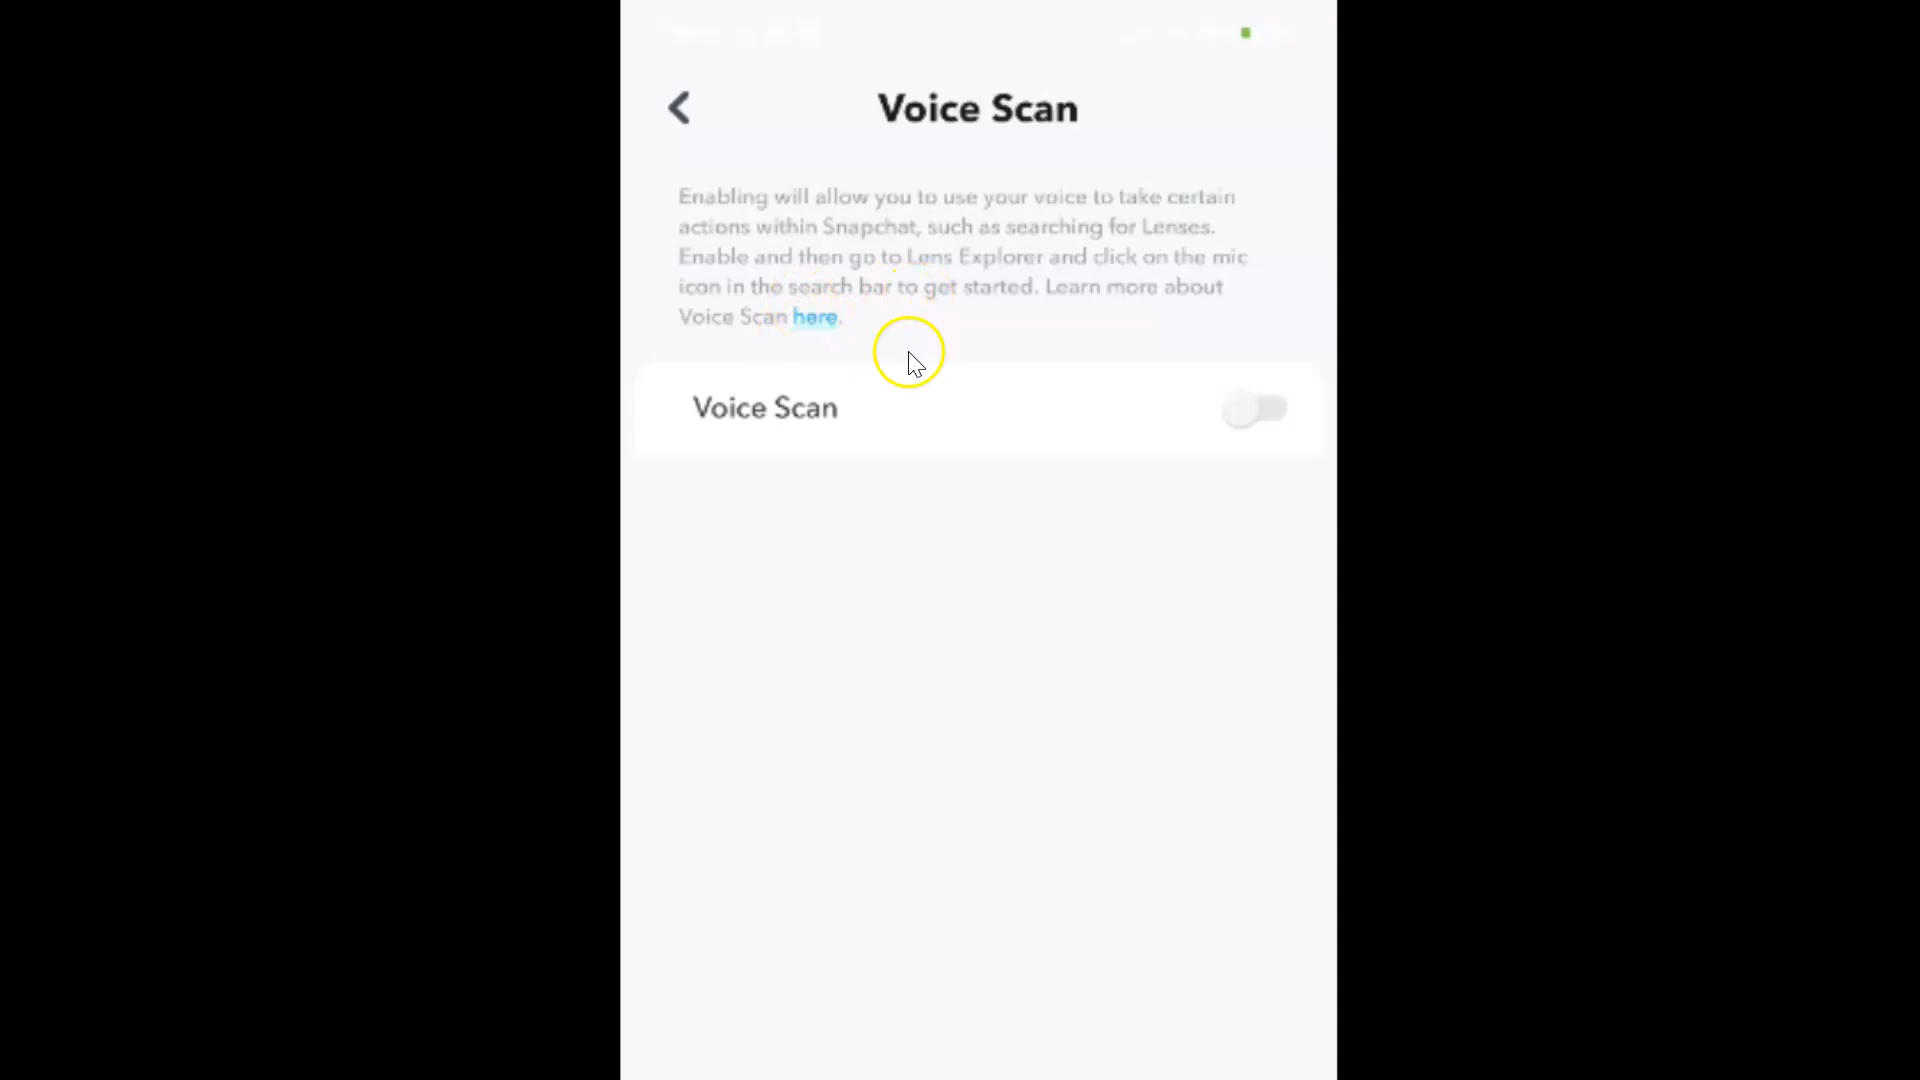 Voice Scan
Enabling will allow you to use your voice to take certain
actions within Snapchat, such as searching for Lenses.
Enable and then go to Lens Explorer and click on the mic
icon in the search bar to get started. Learn more about
Voice Scan here.
Voice Scan